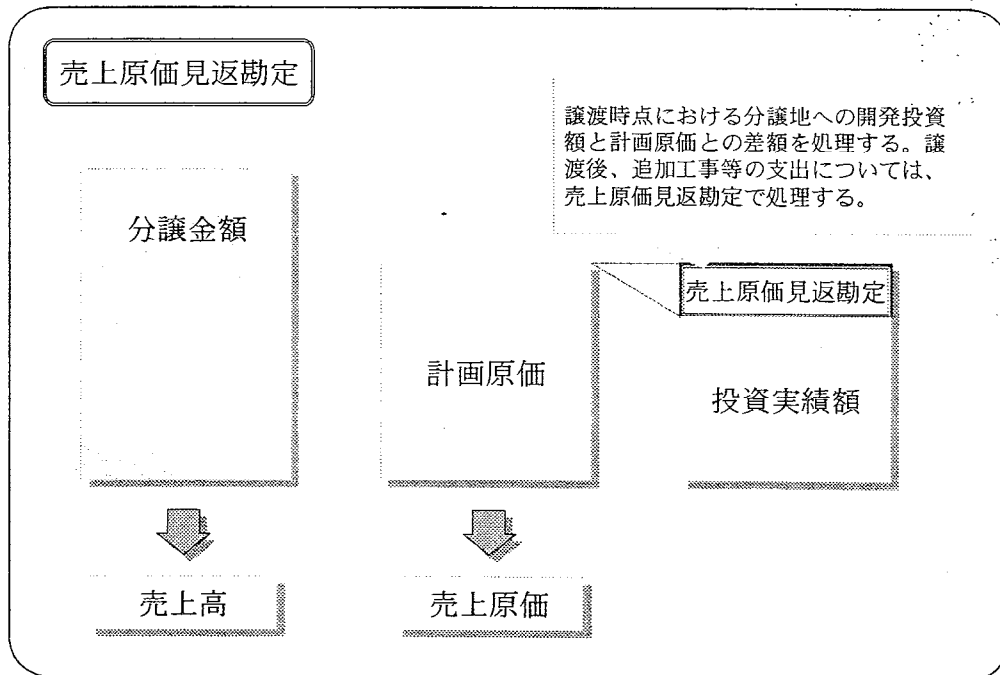 売上原価見返勘定
譲渡時点における分譲地への開発投資
額と計画原価との差額を処理する。譲
渡後、追加工事等の支出については、
売上原価見返勘定で処理する。
分譲金額
売上原価見返勘定
計画原価
投資実績額
売上高
売上原価